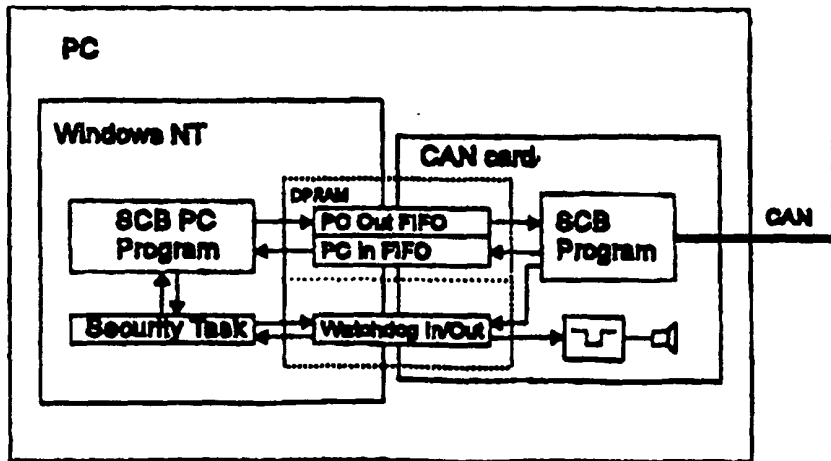 PC
Windows NT
CAN card
DPRAM
SCB PC
Program
PC Out FIFO
PC In FIFO
SCB
Program
CAN
Security Task
Watchdog In/Out